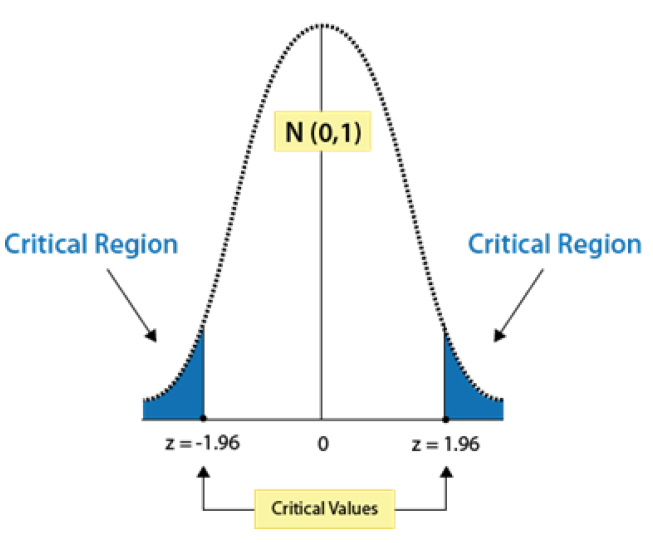 N (0,1)
Critical Region
Critical Region
z = -1.96
0
z = 1.96
Critical Values